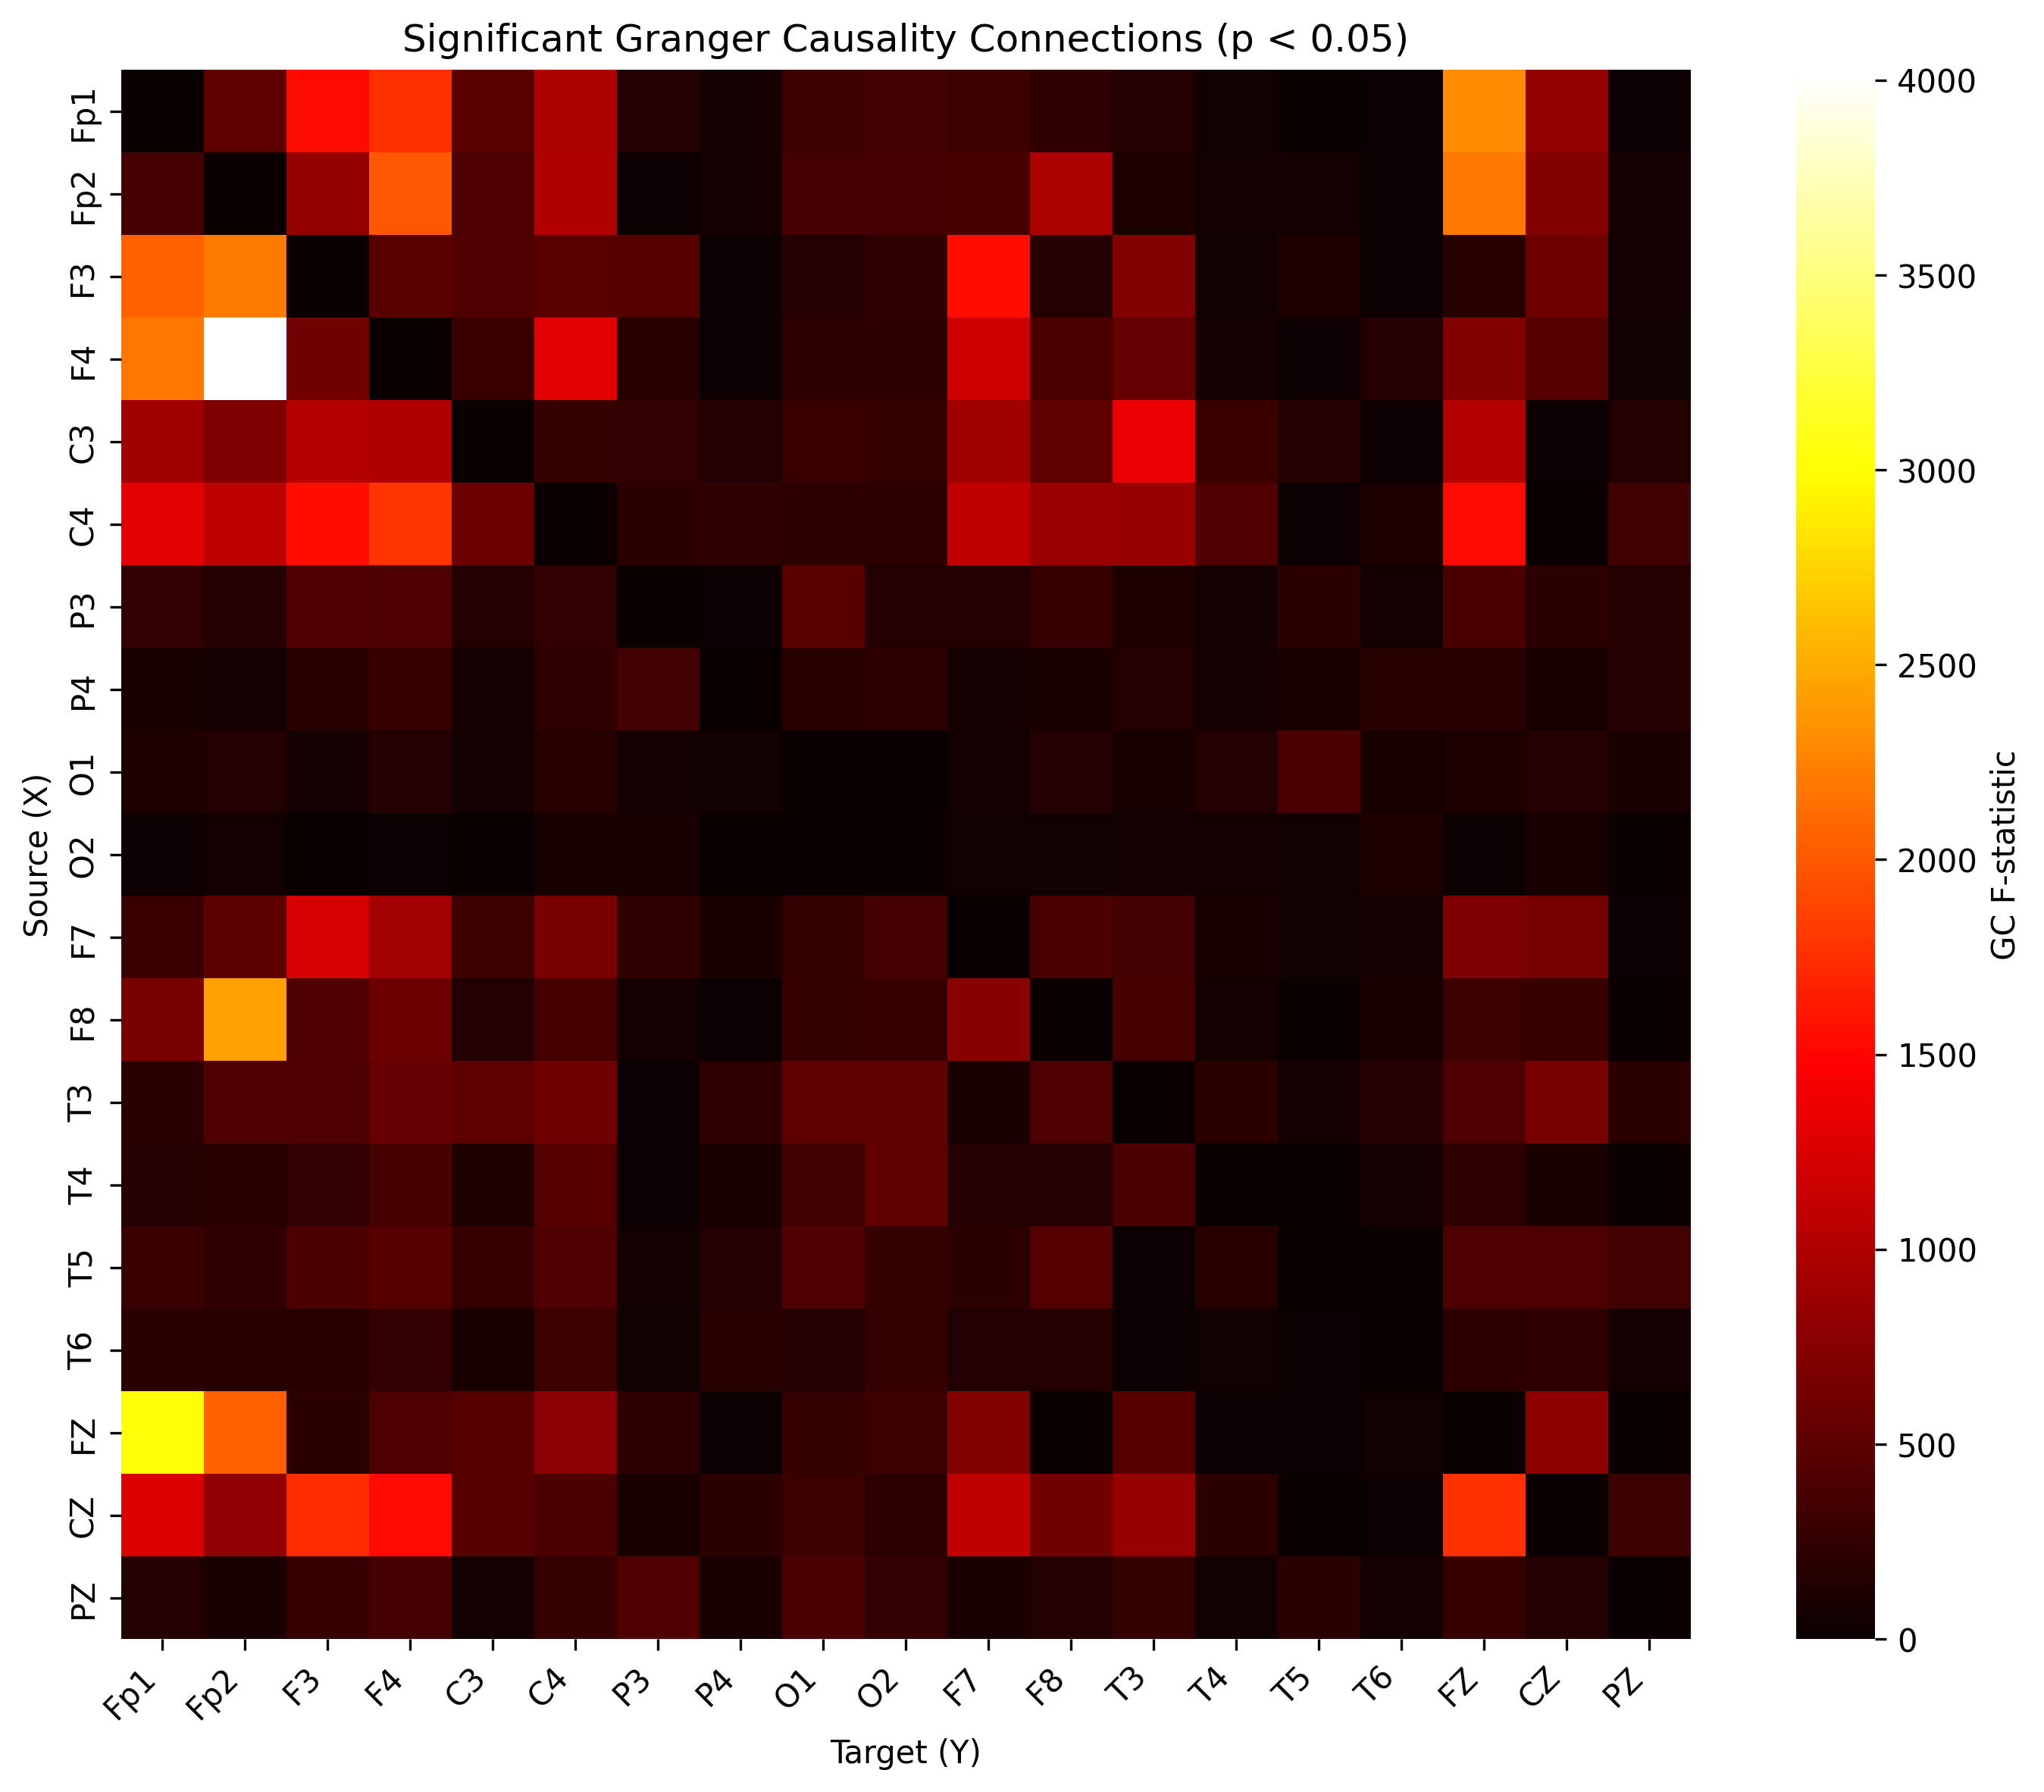 Significant Granger Causality Connections (p < 0.05)
Source (X)
Fp1
Fp2
F3
F4
C3
C4
P3
P4
O1
O2
F7
F8
T3
T4
T5
T6
FZ
CZ
PZ
Fp1 Fp2 F3 F4 C3 C4 P3 P4 O1 O2 F7 F8 T3 T4 T5 T6 FZ CZ PZ
Target (Y)
4000
3500
3000
2500
2000
1500
1000
500
0
GC F-statistic